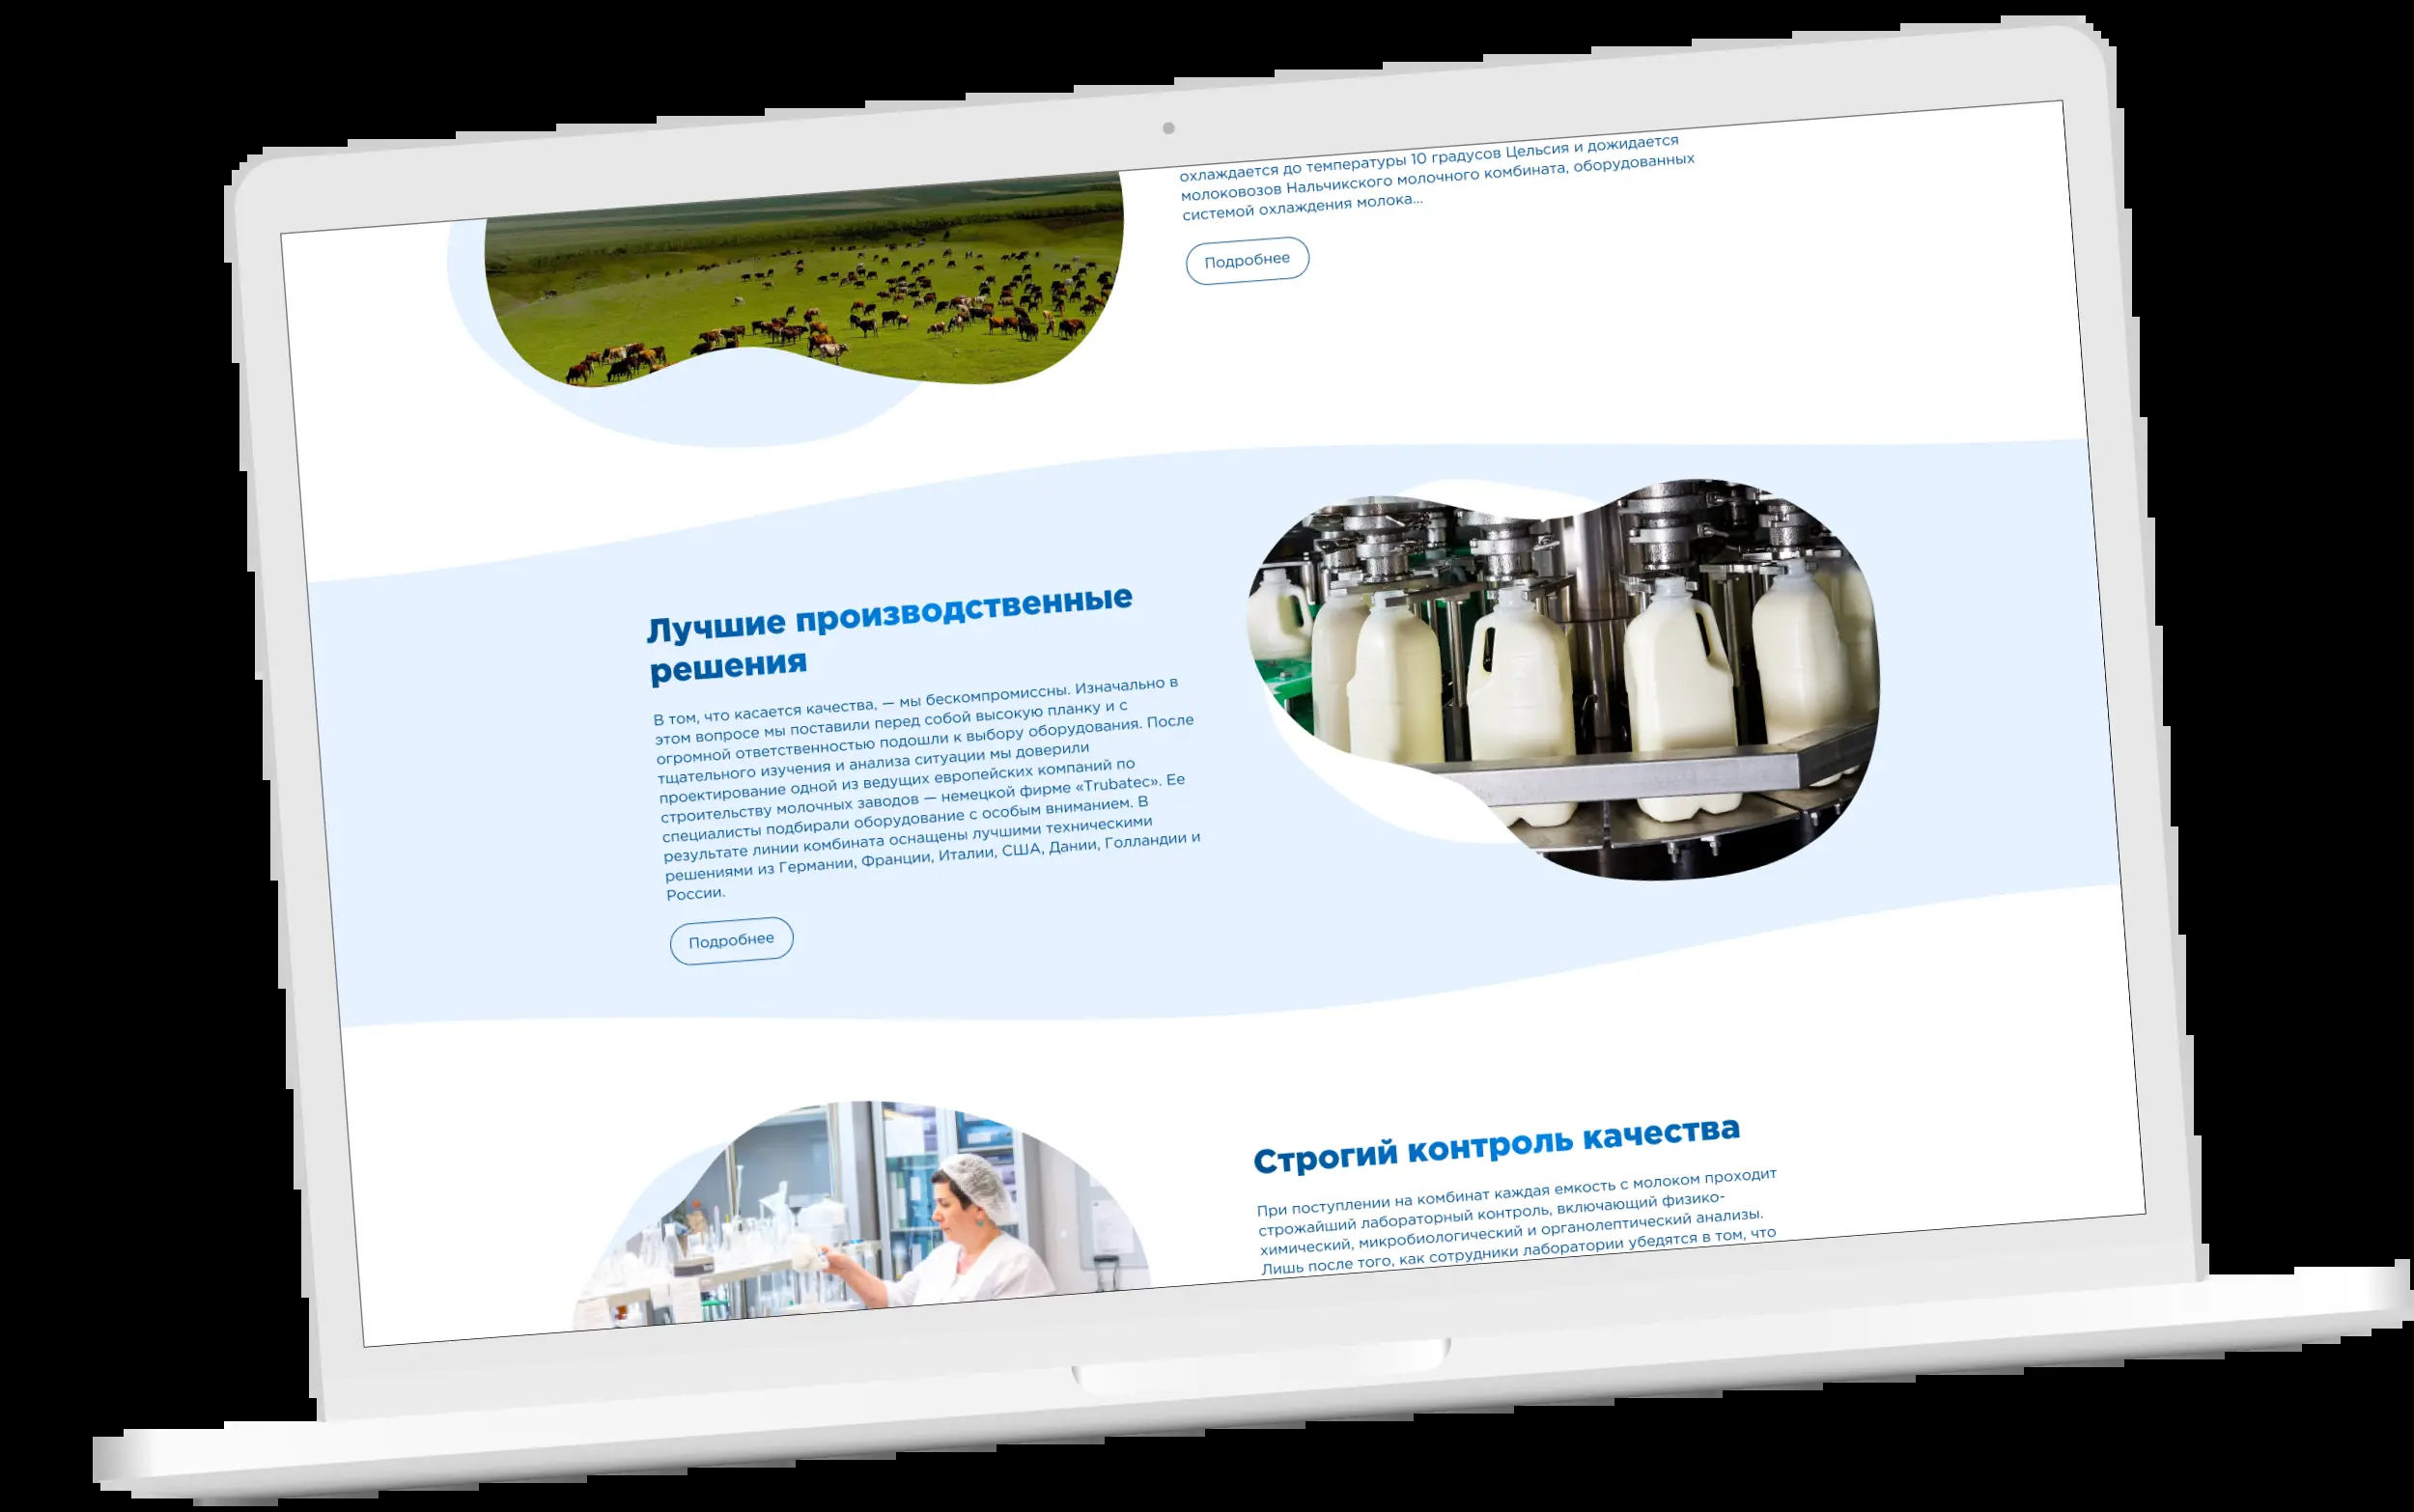 охлаждается до температуры 10 градусов Цельсия и дожидается
молоковозов Нальчикского молочного комбината, оборудованных
системой охлаждения молока...
Подробнее
Лучшие производственные
решения
В том, что касается качества, — мы бескомпромиссны. Изначально в
этом вопросе мы поставили перед собой высокую планку и с
огромной ответственностью подошли к выбору оборудования. После
тщательного изучения и анализа ситуации мы доверили
проектирование одной из ведущих европейских компаний по
строительству молочных заводов — немецкой фирме «Trubatec». Ее
специалисты подбирали оборудование с особым вниманием. В
результате линии комбината оснащены лучшими техническими
решениями из Германии, Франции, Италии, США, Дании, Голландии и
России.
Подробнее
Строгий контроль качества
При поступлении на комбинат каждая емкость с молоком проходит
строжайший лабораторный контроль, включающий физико-
химический, микробиологический и органолептический анализы.
Лишь после того, как сотрудники лаборатории убедятся в том, что